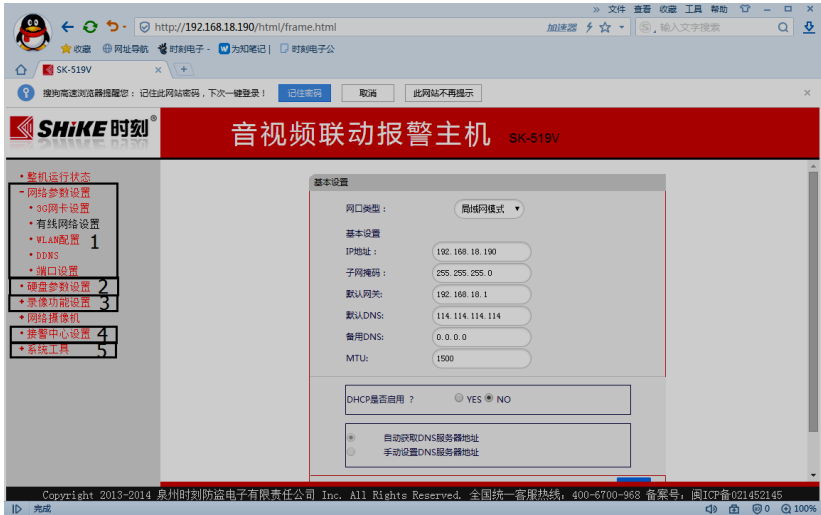 » 文件 查看 收藏 工具 帮助
http://192.168.18.190/html/frame.html
加速器
输入文字搜索
收藏 网址导航 时刻电子 - 为知笔记| 时刻电子公
SK-519V
搜狗高速浏览器提醒您：记住此网站密码，下次一键登录！ 记住密码 取消 此网站不再提示
SHiKE 时刻®
音视频联动报警主机 SK-519V
整机运行状态
网络参数设置
3G网卡设置
有线网络设置
WLAN配置 1
DDNS
端口设置
硬盘参数设置 2
录像功能设置 3
网络摄像机
接警中心设置 4
系统工具 5
基本设置
网口类型： 局域网模式
基本设置
IP地址： 192.168.18.190
子网掩码： 255.255.255.0
默认网关: 192.168.18.1
默认DNS: 114.114.114.114
备用DNS: 0.0.0.0
MTU: 1500
DHCP是否启用 ？ YES NO
自动获取DNS服务器地址
手动设置DNS服务器地址
Copyright 2013-2014 泉州时刻防盗电子有限责任公司 Inc. All Rights Reserved. 全国统一客服热线：400-6700-968 备案号：闽ICP备021452145
完成
0 100%